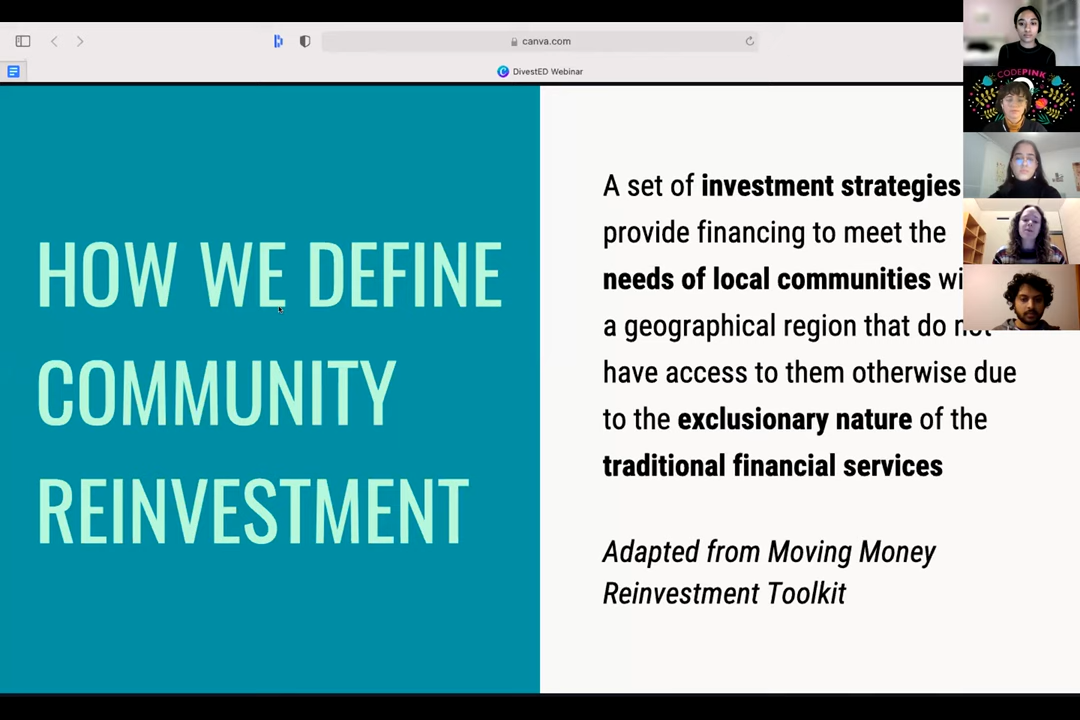 canva.com
DivestED Webinar
CODEPINK
HOW WE DEFINE
COMMUNITY
REINVESTMENT
A set of investment strategies
provide financing to meet the
needs of local communities
a geographical region that do not
have access to them otherwise due
to the exclusionary nature of the
traditional financial services
Adapted from Moving Money
Reinvestment Toolkit